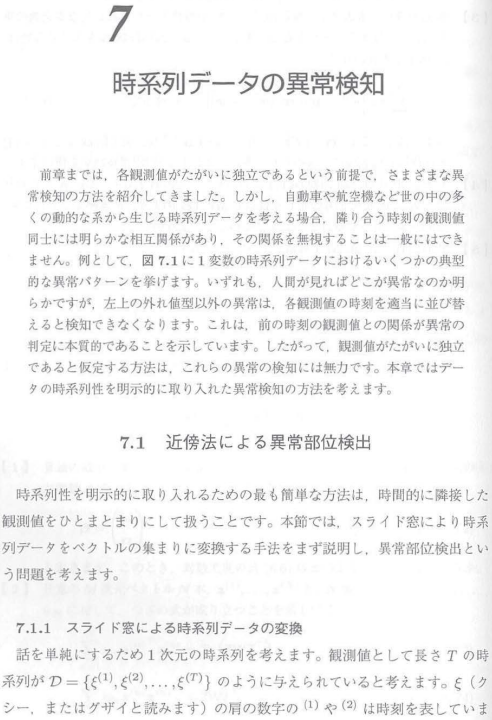 7
時系列データの異常検知
前章までは，各観測値がたがいに独立であるという前提で，さまざまな異
常検知の方法を紹介してきました。しかし，自動車や航空機など世の中の多
くの動的な系から生じる時系列データを考える場合，隣り合う時刻の観測値
同士には明らかな相互関係があり，その関係を無視することは一般にはでき
ません。例として，図 7.1 に 1 変数の時系列データにおけるいくつかの典型
的な異常パターンを挙げます。いずれも，人間が見ればどこが異常なのか明
らかですが，左上の外れ値型以外の異常は，各観測値の時刻を適当に並び替
えると検知できなくなります。これは，前の時刻の観測値との関係が異常の
判定に本質的であることを示しています。したがって，観測値がたがいに独立
であると仮定する方法は，これらの異常の検知には無力です。本章ではデー
タの時系列性を明示的に取り入れた異常検知の方法を考えます。
7.1 近傍法による異常部位検出
時系列性を明示的に取り入れるための最も簡単な方法は，時間的に隣接した
観測値をひとまとまりにして扱うことです。本節では，スライド窓により時系
列データをベクトルの集まりに変換する手法をまず説明し，異常部位検出とい
う問題を考えます。
7.1.1 スライド窓による時系列データの変換
話を単純にするため 1 次元の時系列を考えます。観測値として長さ T の時
系列が D = {ξ(1), ξ(2), . . . , ξ(T)} のように与えられていると考えます。ξ（ク
シー，またはグザイと読みます）の肩の数字の (1) や (2) は時刻を表していま